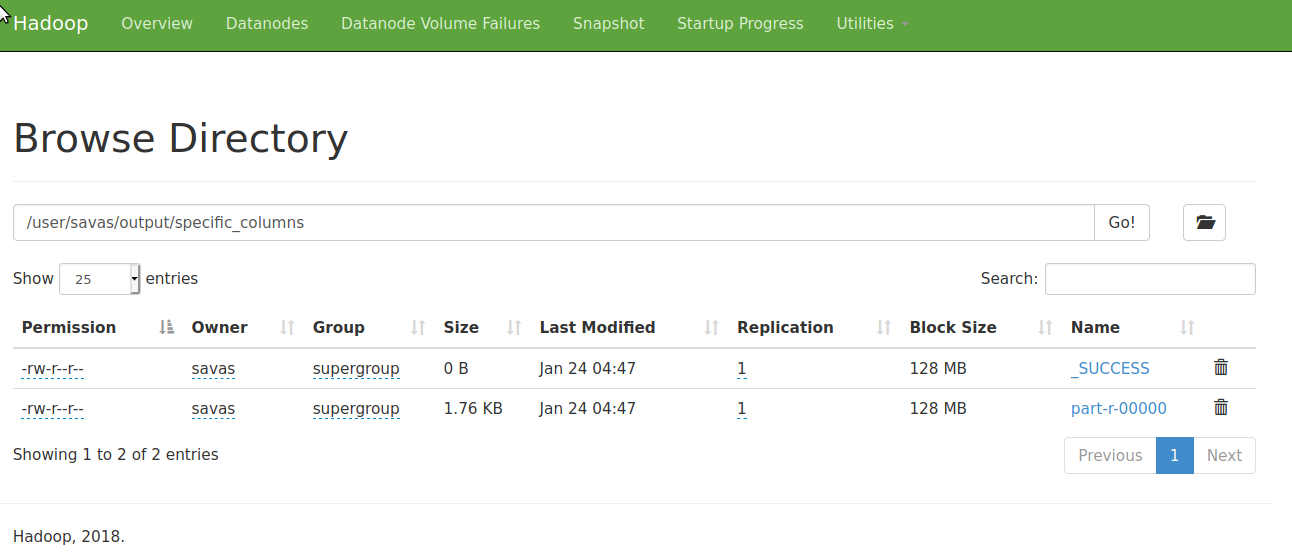 Hadoop Overview Datanodes Datanode Volume Failures Snapshot Startup Progress Utilities
Browse Directory
/user/savas/output/specific_columns Go!
Show 25 entries Search:
Permission Owner Group Size Last Modified Replication Block Size Name
-rw-r--r-- savas supergroup 0 B Jan 24 04:47 1 128 MB _SUCCESS
-rw-r--r-- savas supergroup 1.76 KB Jan 24 04:47 1 128 MB part-r-00000
Showing 1 to 2 of 2 entries Previous 1 Next
Hadoop, 2018.